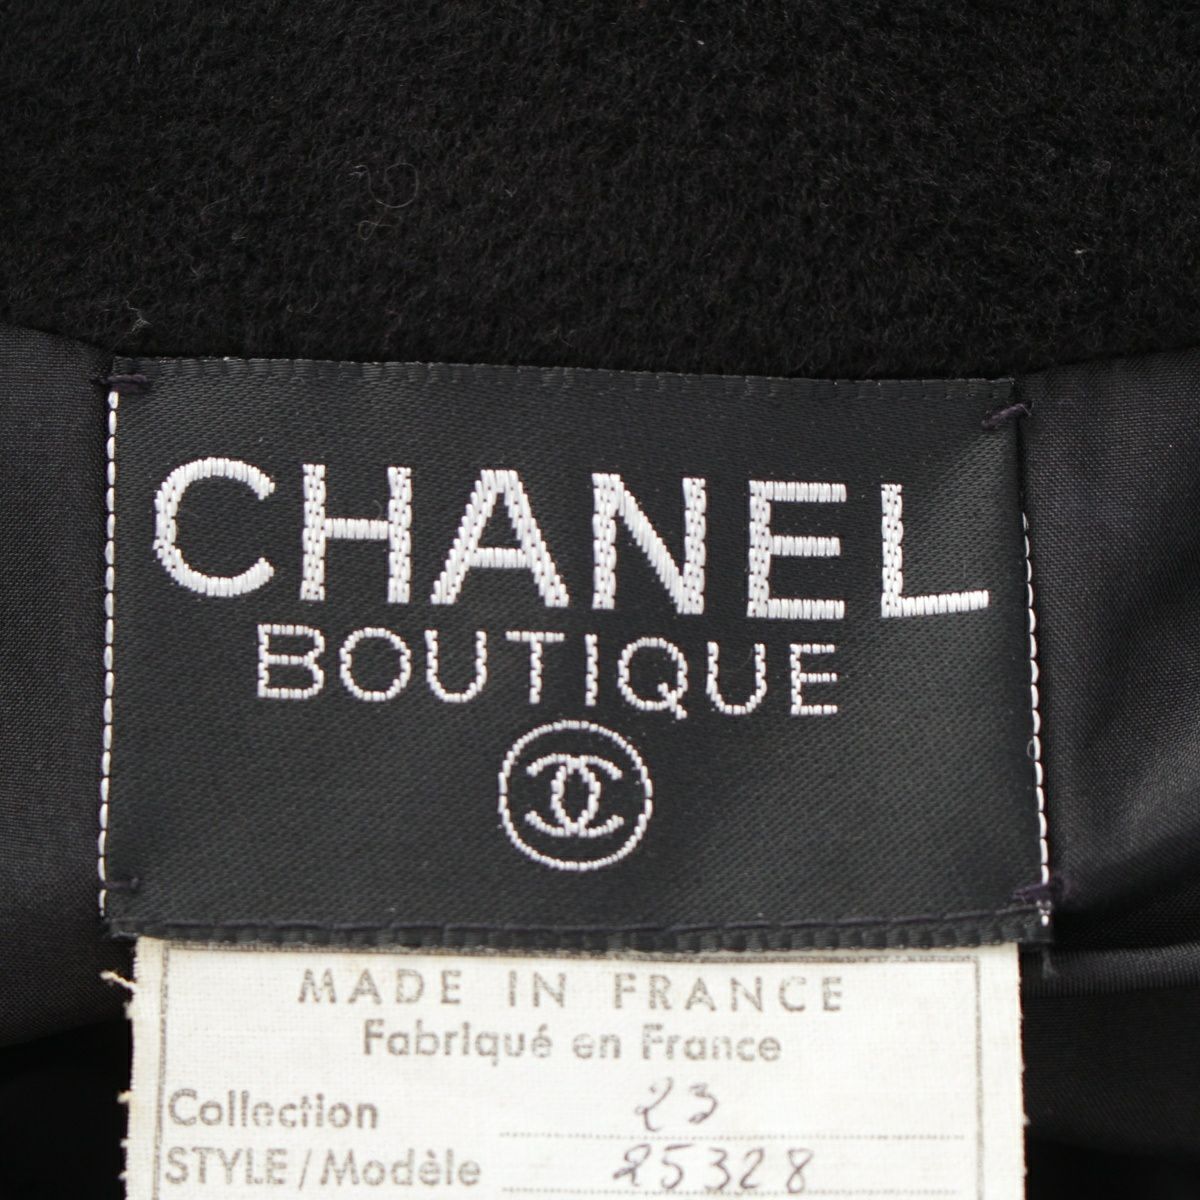 CHANEL
BOUTIQUE
MADE IN FRANCE
Fabriqué en France
Collection 23
STYLE/Modèle 25328